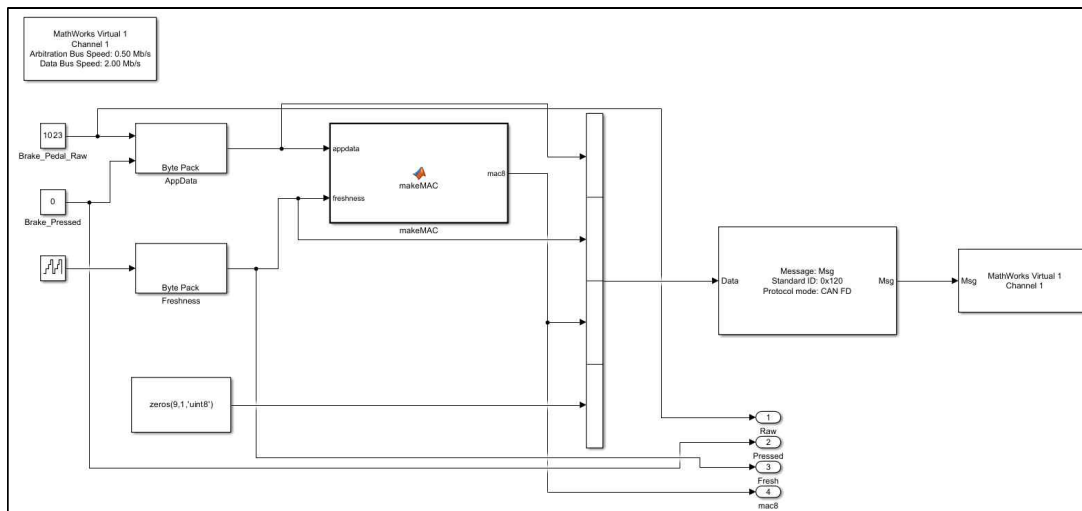 MathWorks Virtual 1
Channel 1
Arbitration Bus Speed: 0.50 Mb/s
Data Bus Speed: 2.00 Mb/s
1023
Brake_Pedal_Raw
Byte Pack
AppData
0
Brake_Pressed
appdata
freshness
makeMAC
mac8
makeMAC
Byte Pack
Freshness
zeros(9,1,'uint8')
Data
Message: Msg
Standard ID: 0x120
Protocol mode: CAN FD
Msg
Msg
MathWorks Virtual 1
Channel 1
1
Raw
2
Pressed
3
Fresh
4
mac8